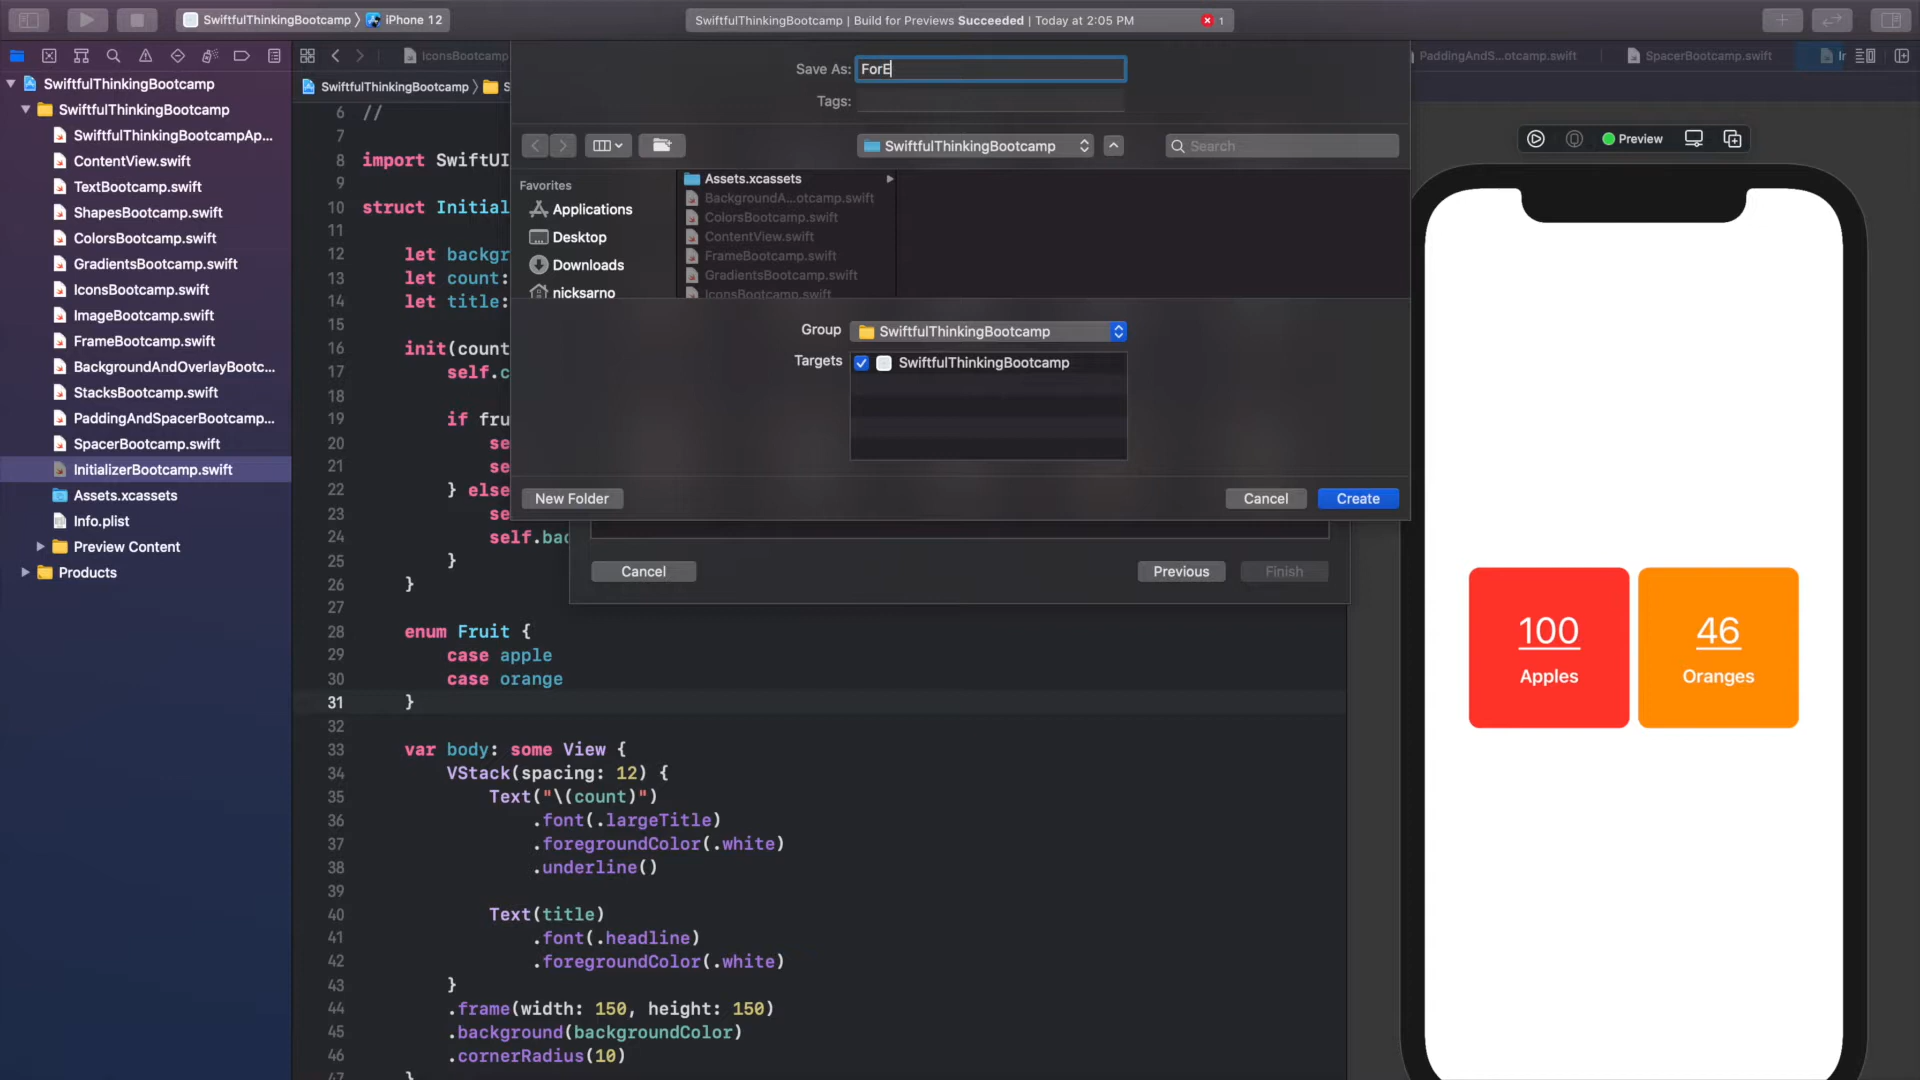 SwiftfulThinkingBootcamp 〉 iPhone 12
SwiftfulThinkingBootcamp | Build for Previews Succeeded | Today at 2:05 PM
1
IconsBootcamp
PaddingAndS...otcamp.swift
SpacerBootcamp.swift
SwiftfulThinkingBootcamp
SwiftfulThinkingBootcamp
SwiftfulThinkingBootcampAp...
ContentView.swift
TextBootcamp.swift
ShapesBootcamp.swift
ColorsBootcamp.swift
GradientsBootcamp.swift
IconsBootcamp.swift
ImageBootcamp.swift
FrameBootcamp.swift
BackgroundAndOverlayBootc...
StacksBootcamp.swift
PaddingAndSpacerBootcamp...
SpacerBootcamp.swift
InitializerBootcamp.swift
Assets.xcassets
Info.plist
Preview Content
Products
SwiftfulThinkingBootcamp 〉 S
6 //
7
8 import SwiftUI
9
10 struct Initial
11
12 let backgr
13 let count:
14 let title:
15
16 init(count
17 self.c
18
19 if fru
20 se
21 se
22 } else
23 se
24 self.bac
25 }
26 }
27
28 enum Fruit {
29 case apple
30 case orange
31 }
32
33 var body: some View {
34 VStack(spacing: 12) {
35 Text("\(count)")
36 .font(.largeTitle)
37 .foregroundColor(.white)
38 .underline()
39
40 Text(title)
41 .font(.headline)
42 .foregroundColor(.white)
43 }
44 .frame(width: 150, height: 150)
45 .background(backgroundColor)
46 .cornerRadius(10)
47 }
Save As: ForE
Tags:
SwiftfulThinkingBootcamp
Search
Favorites
Applications
Desktop
Downloads
nicksarno
Assets.xcassets
BackgroundA...otcamp.swift
ColorsBootcamp.swift
ContentView.swift
FrameBootcamp.swift
GradientsBootcamp.swift
IconsBootcamp.swift
Group SwiftfulThinkingBootcamp
Targets SwiftfulThinkingBootcamp
New Folder
Cancel
Create
Cancel
Previous
Finish
Preview
100
Apples
46
Oranges